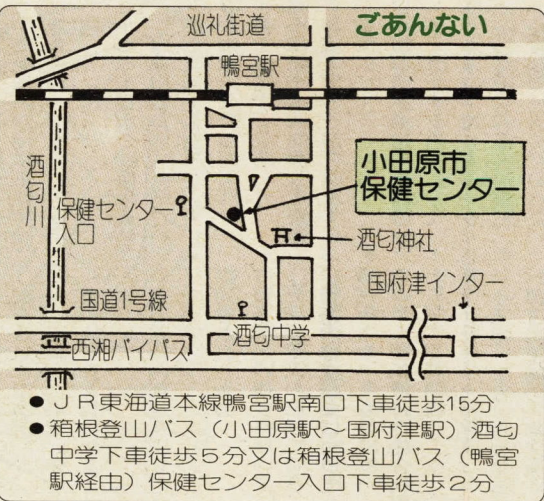 ごあんない
巡礼街道
鴨宮駅
小田原市
保健センター
酒匂川
保健センター
入口
酒匂神社
国府津インター
国道1号線
酒匂中学
西湘バイパス
●JR東海道本線鴨宮駅南口下車徒歩15分
●箱根登山バス（小田原駅～国府津駅）酒匂
中学下車徒歩5分又は箱根登山バス（鴨宮
駅経由）保健センター入口下車徒歩2分